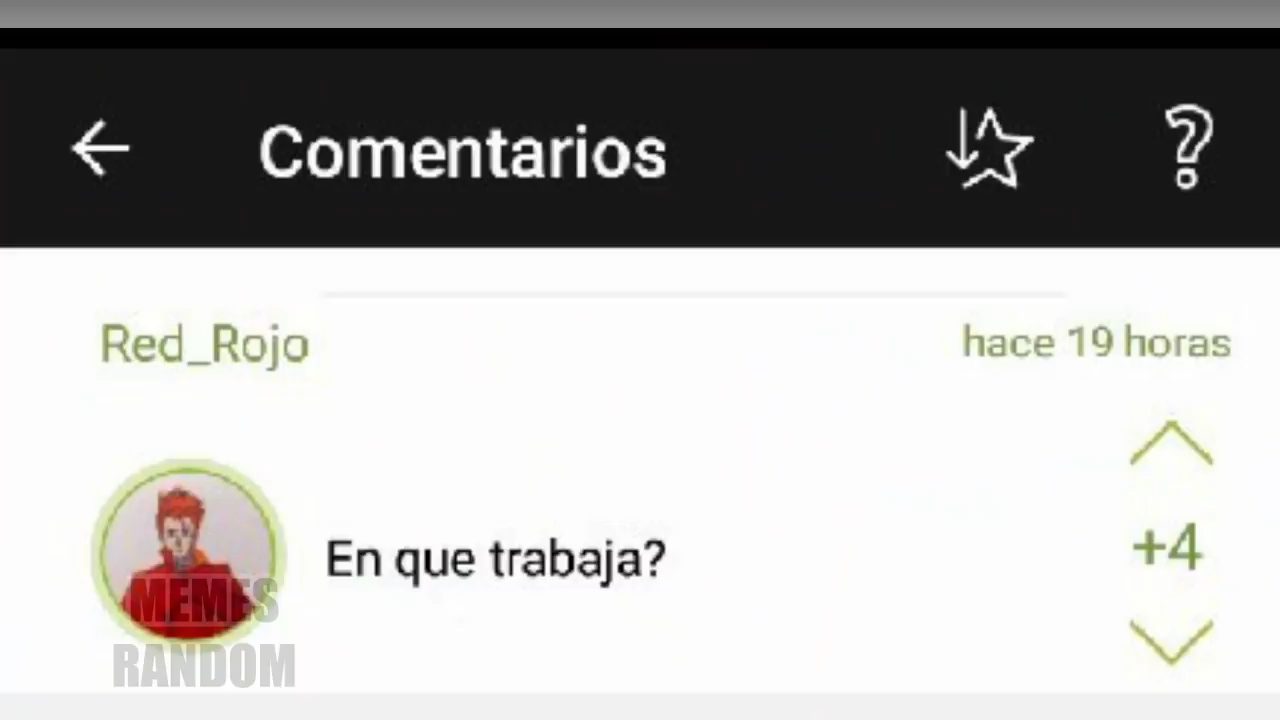 Comentarios
Red_Rojo
hace 19 horas
En que trabaja?
+4
MEMES
RANDOM